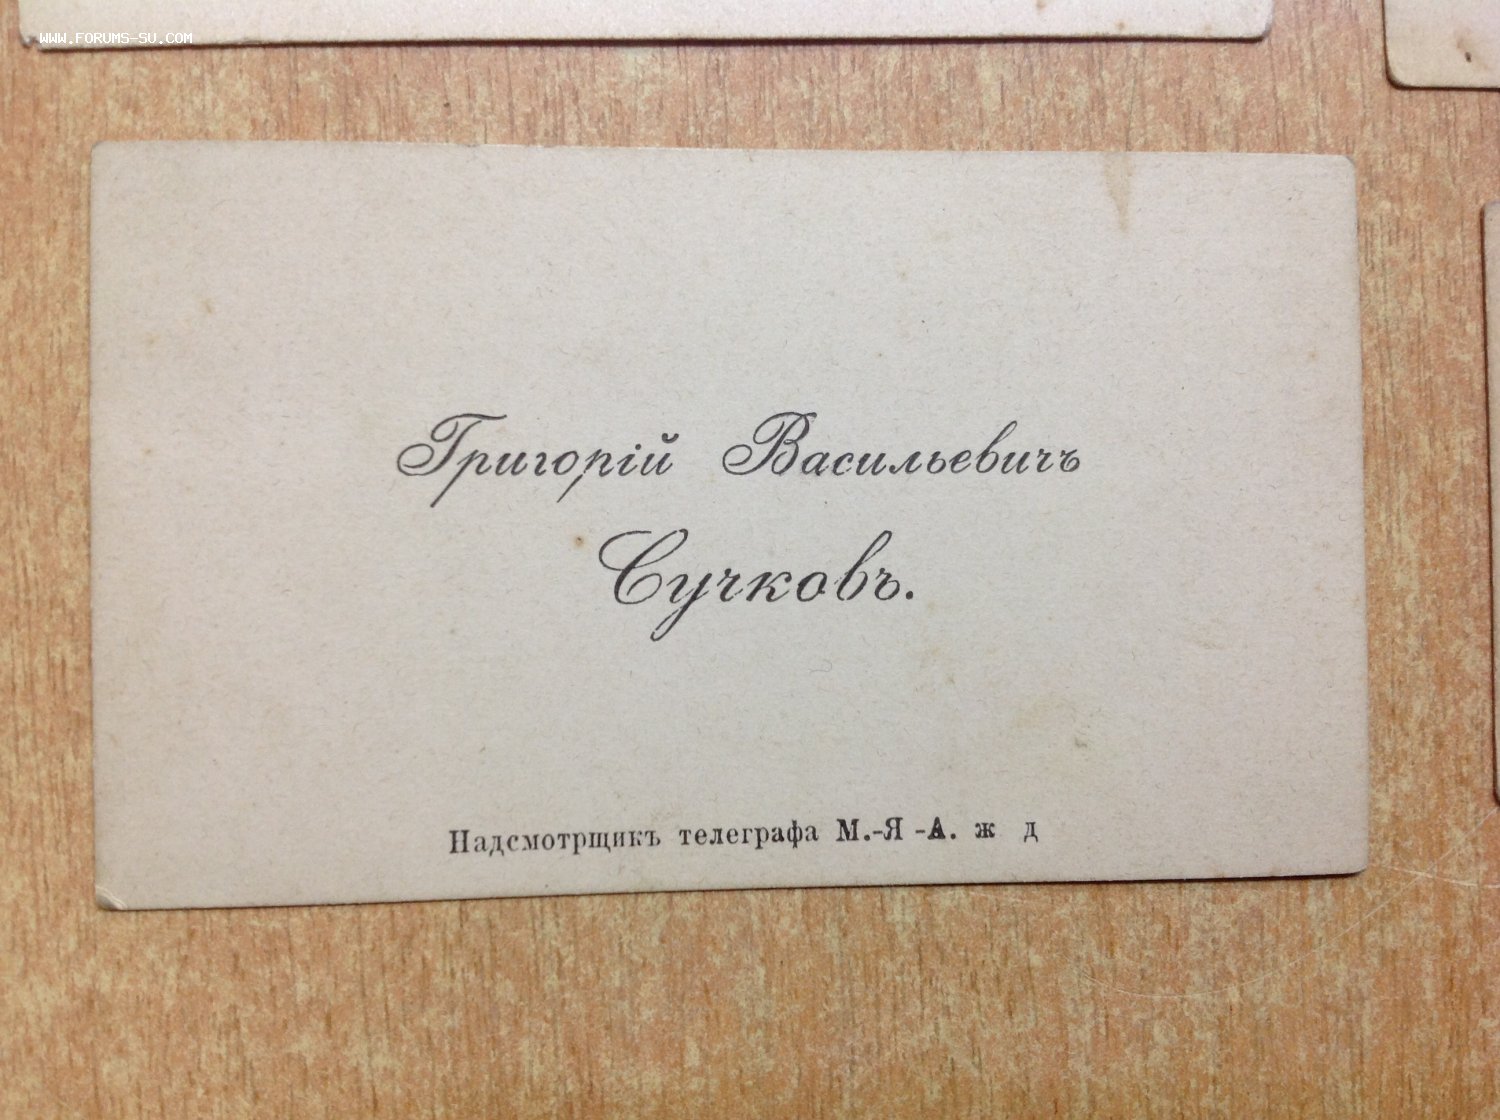 WWW.FORUMS-SU.COM
Григорій Васильевичъ
Сучковъ.
Надсмотрщикъ телеграфа М.-Я -А. ж д